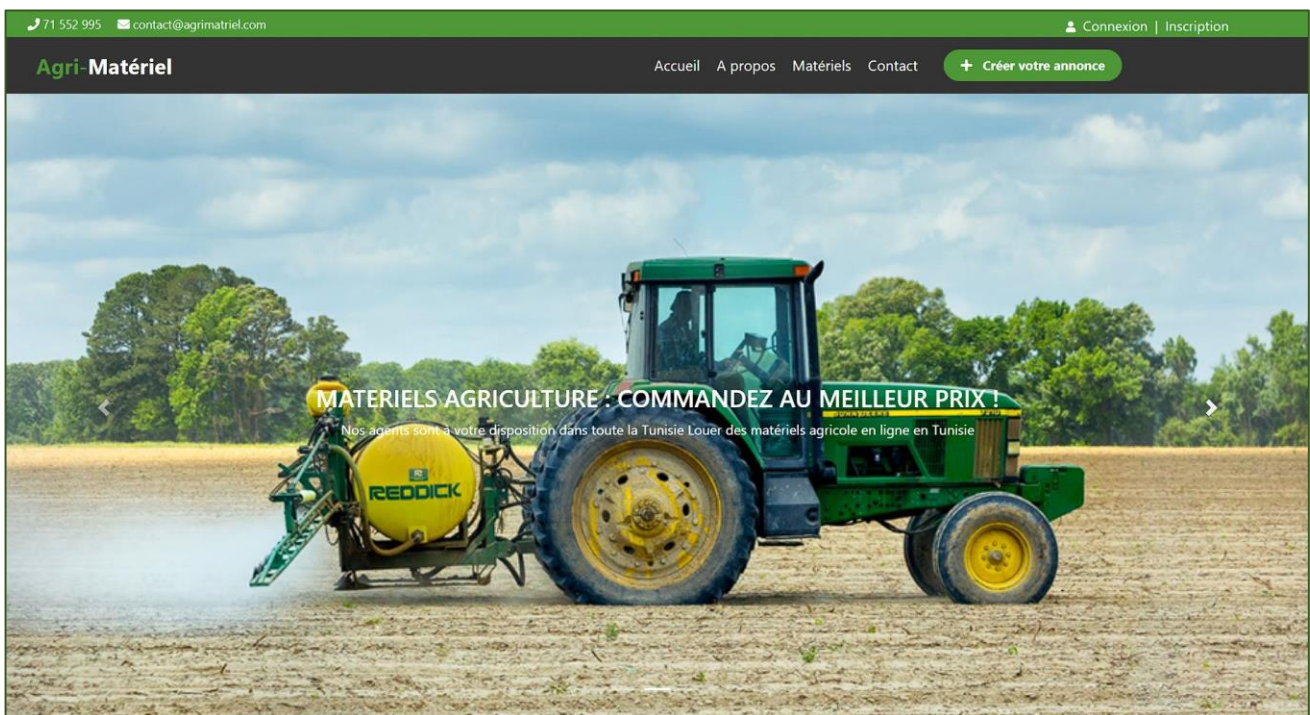 71 552 995 contact@agrimatriel.com Connexion | Inscription
Agri-Matériel Accueil A propos Matériels Contact + Créer votre annonce
MATERIELS AGRICULTURE : COMMANDEZ AU MEILLEUR PRIX !
Nos agents sont à votre disposition dans toute la Tunisie Louer des matériels agricole en ligne en Tunisie
REDDICK